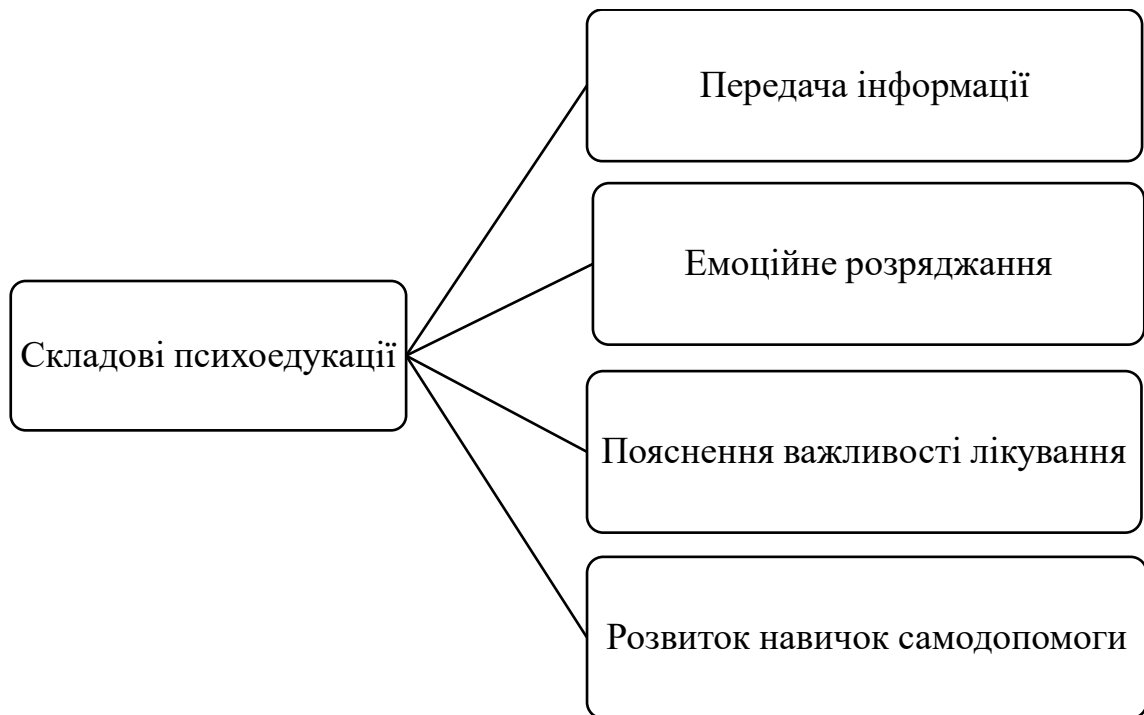 Складові психоедукації
Передача інформації
Емоційне розряджання
Пояснення важливості лікування
Розвиток навичок самодопомоги